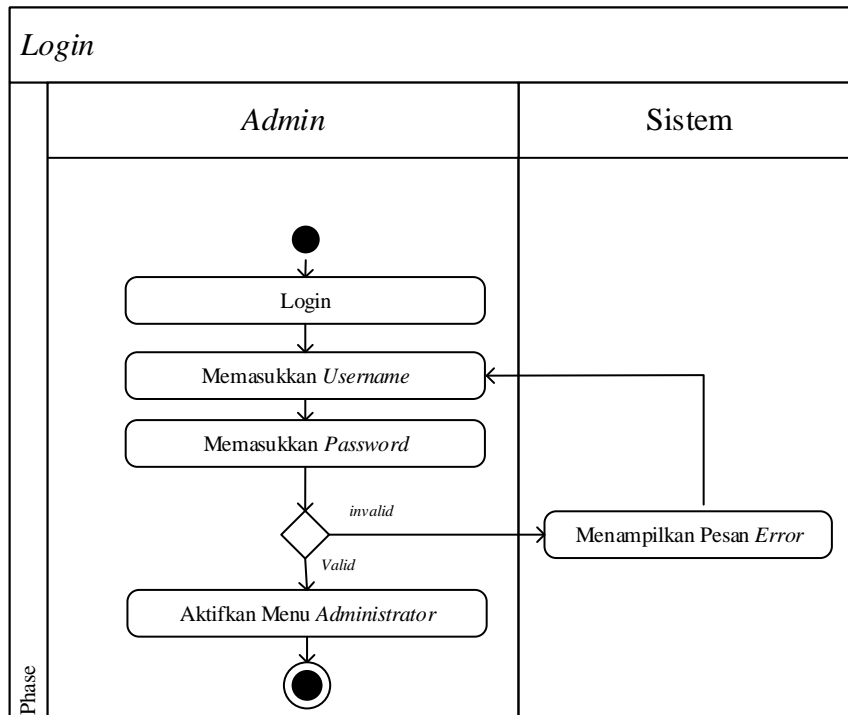 Login
Admin
Sistem
Login
Memasukkan Username
Memasukkan Password
invalid
Menampilkan Pesan Error
Valid
Aktifkan Menu Administrator
Phase